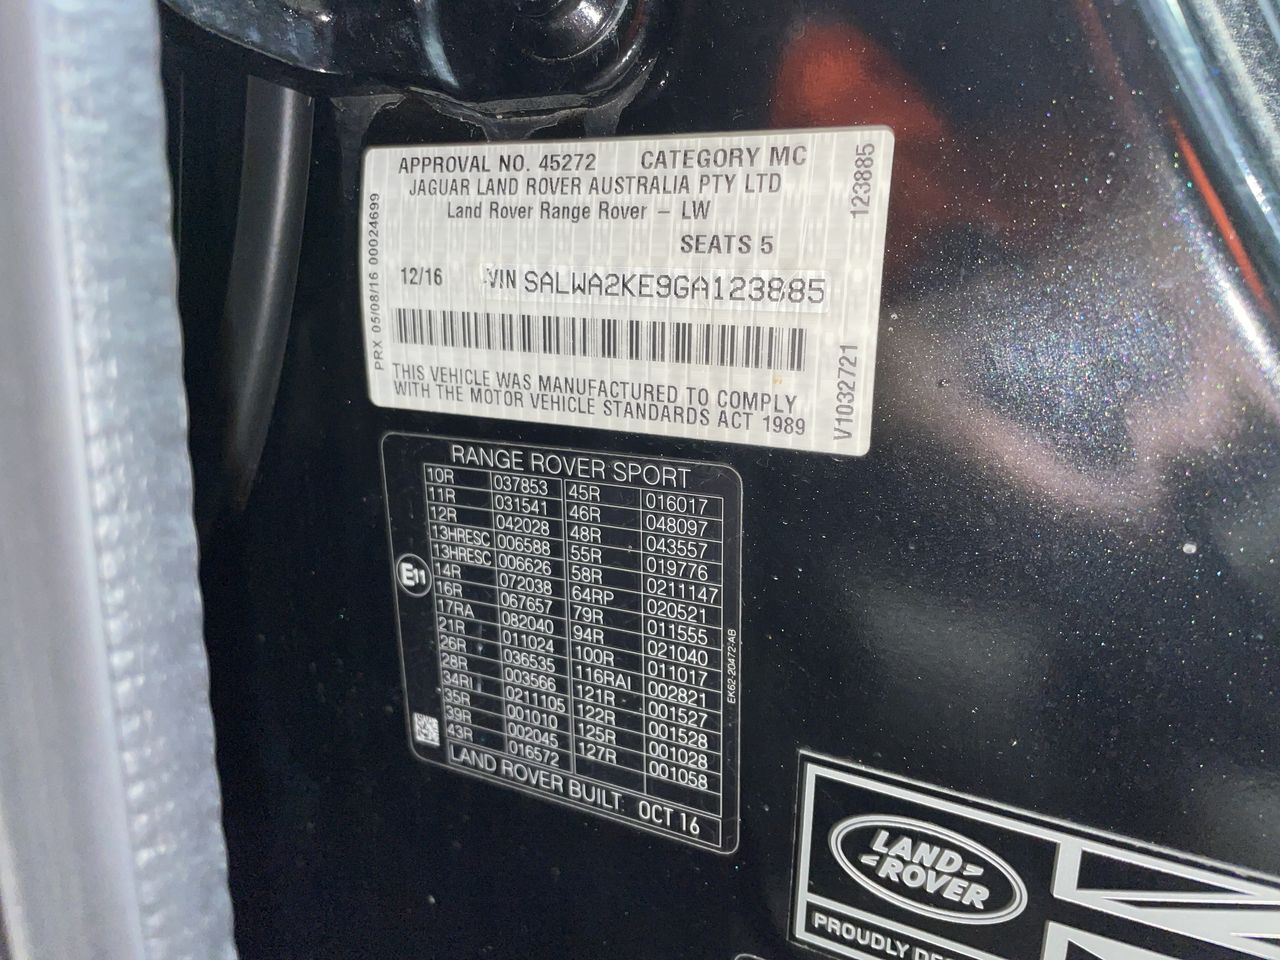 APPROVAL NO. 45272 CATEGORY MC
JAGUAR LAND ROVER AUSTRALIA PTY LTD
Land Rover Range Rover – LW
SEATS 5
12/16 VIN SALWA2KE9GA123885
THIS VEHICLE WAS MANUFACTURED TO COMPLY
WITH THE MOTOR VEHICLE STANDARDS ACT 1989
PRX 05/08/16 00024699
123885
V1032721
RANGE ROVER SPORT
10R 037853 45R 016017
11R 031541 46R 048097
12R 042028 48R 043557
13HRESC 006588 55R 019776
13HRESC 006626 58R 0211147
14R 072038 64RP 020521
16R 067657 79R 011555
17RA 082040 94R 021040
21R 011024 100R 011017
26R 036535 116RAI 002821
28R 003566 121R 001527
34RI 0211105 122R 001528
35R 001010 125R 001028
39R 002045 127R 001058
43R 016572
LAND ROVER BUILT: OCT 16
E11
EK62-20472-AB
LAND
ROVER
PROUDLY